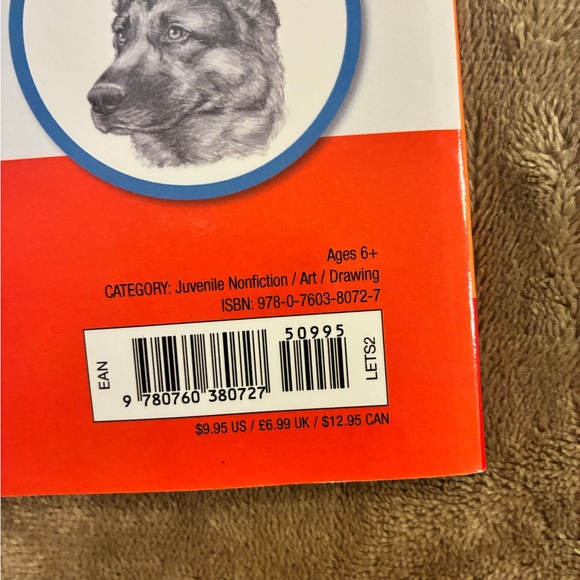 Ages 6+
CATEGORY: Juvenile Nonfiction / Art / Drawing
ISBN: 978-0-7603-8072-7
50995
EAN
LETS2
9 780760 380727
$9.95 US / £6.99 UK / $12.95 CAN